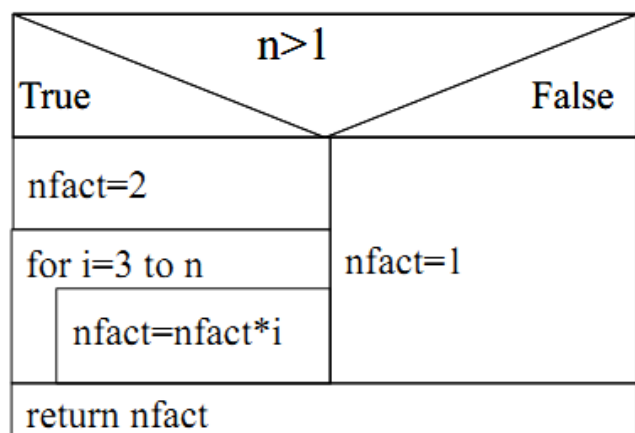 n>1
True
False
nfact=2
for i=3 to n
nfact=nfact*i
nfact=1
return nfact